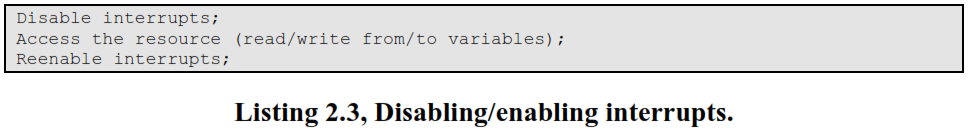 Disable interrupts;
Access the resource (read/write from/to variables);
Reenable interrupts;
Listing 2.3, Disabling/enabling interrupts.